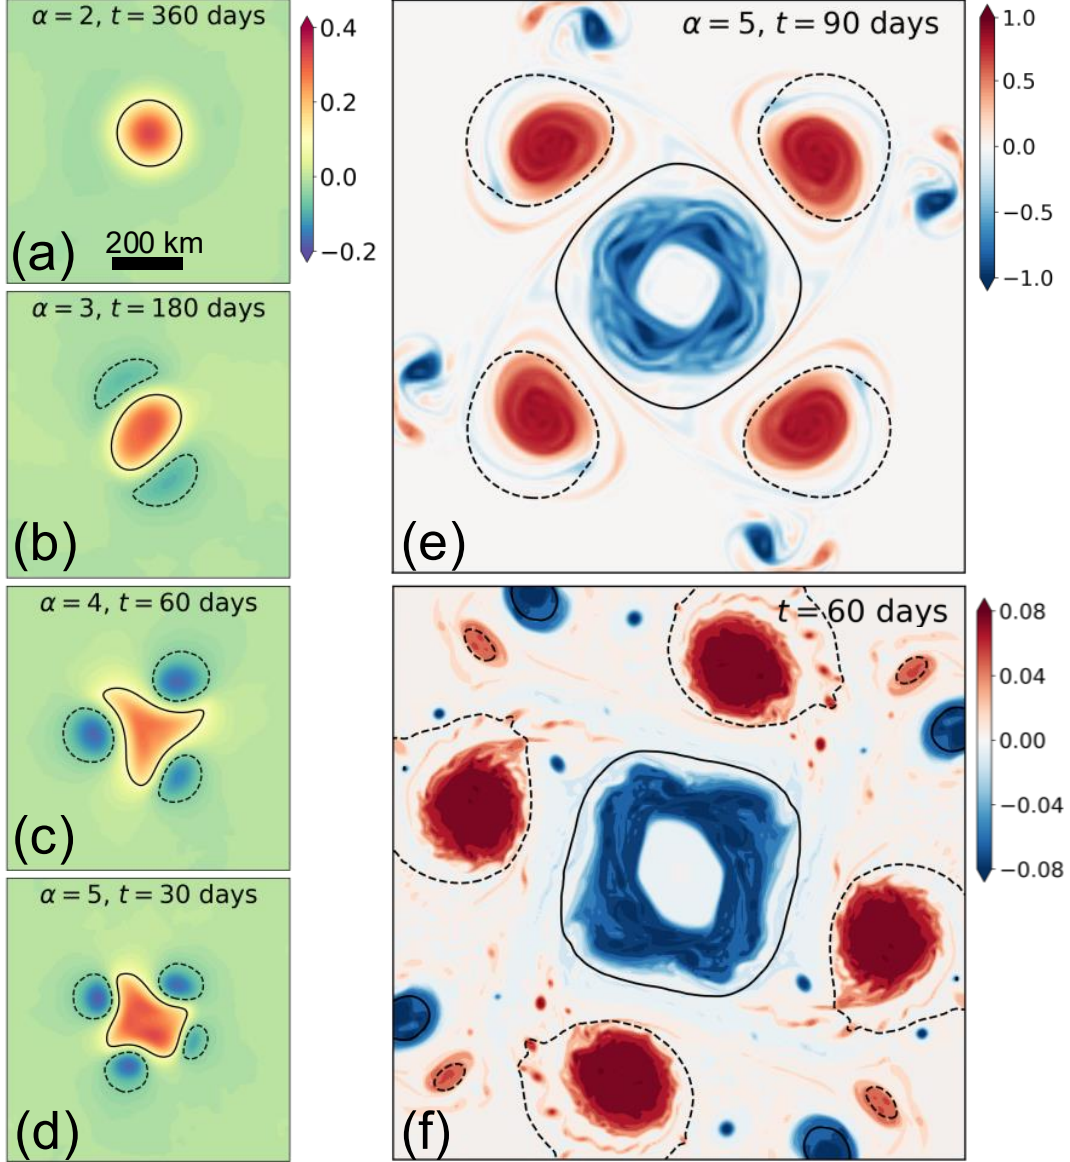 α = 2, t = 360 days
0.4
0.2
0.0
−0.2
(a)
200 km
α = 3, t = 180 days
(b)
α = 4, t = 60 days
(c)
α = 5, t = 30 days
(d)
α = 5, t = 90 days
1.0
0.5
0.0
−0.5
−1.0
(e)
t = 60 days
0.08
0.04
0.00
−0.04
−0.08
(f)